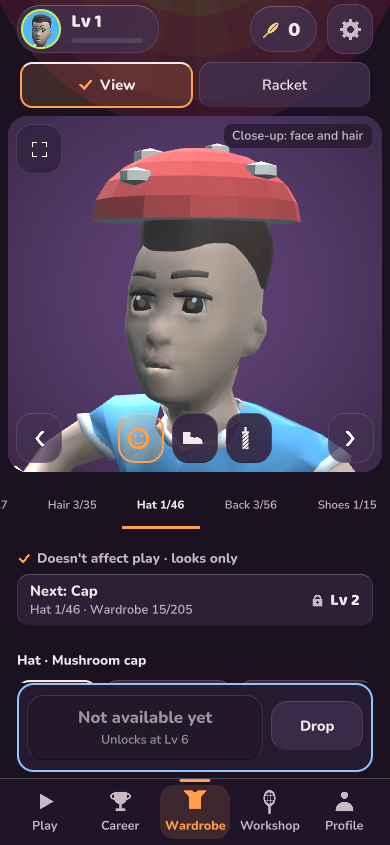 Lv 1
0
View
Racket
Close-up: face and hair
7
Hair 3/35
Hat 1/46
Back 3/56
Shoes 1/15
Doesn't affect play · looks only
Next: Cap
Hat 1/46 · Wardrobe 15/205
Lv 2
Hat · Mushroom cap
Not available yet
Unlocks at Lv 6
Drop
Play
Career
Wardrobe
Workshop
Profile